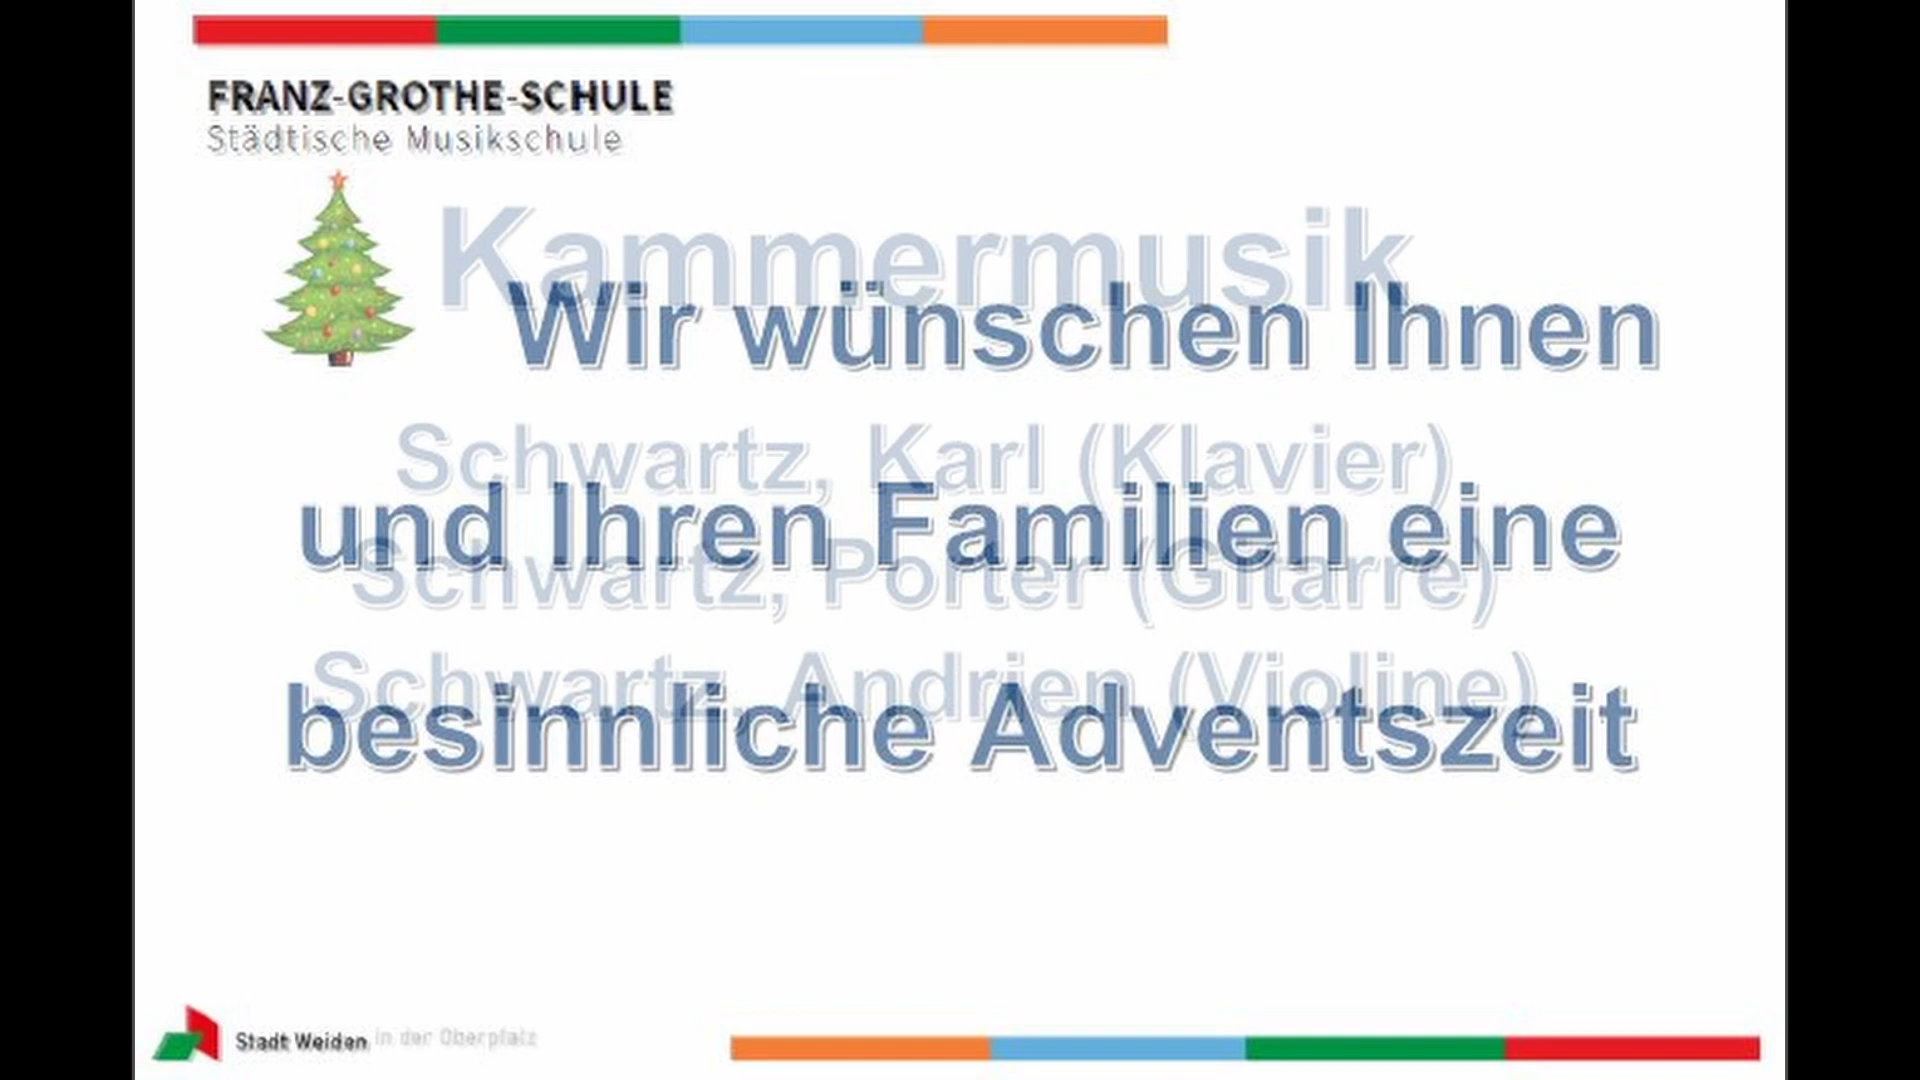 FRANZ-GROTHE-SCHULE
Städtische Musikschule
Kammermusik
Wir wünschen Ihnen
Schwartz, Karl (Klavier)
und Ihren Familien eine
Schwartz, Porter (Gitarre)
Schwartz, Andrien (Violine)
besinnliche Adventszeit
Stadt Weiden in der Oberpfalz